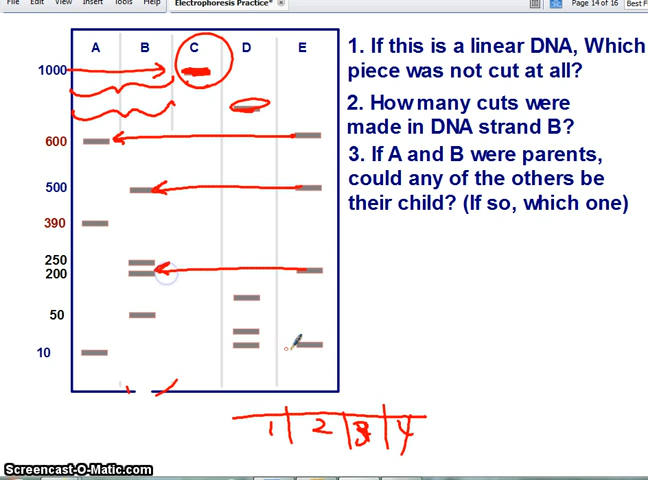 File View Insert Tools Window Help
Electrophoresis Practice*
Page 14 of 16
Best F
A B C D E
1000
600
500
390
250
200
50
10
1. If this is a linear DNA, Which
piece was not cut at all?
2. How many cuts were
made in DNA strand B?
3. If A and B were parents,
could any of the others be
their child? (If so, which one)
1 2 3 4
Screencast-O-Matic.com